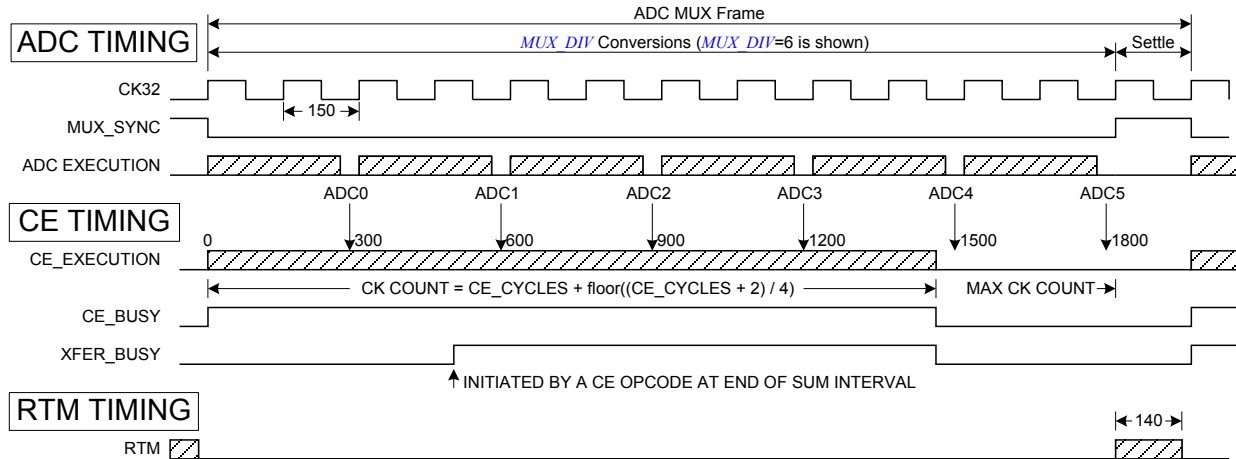 ADC MUX Frame
ADC TIMING
MUX_DIV Conversions (MUX_DIV=6 is shown)
Settle
CK32
150
MUX_SYNC
ADC EXECUTION
ADC0 ADC1 ADC2 ADC3 ADC4 ADC5
CE TIMING
0 300 600 900 1200 1500 1800
CE_EXECUTION
CK COUNT = CE_CYCLES + floor((CE_CYCLES + 2) / 4)
MAX CK COUNT
CE_BUSY
XFER_BUSY
INITIATED BY A CE OPCODE AT END OF SUM INTERVAL
RTM TIMING
140
RTM